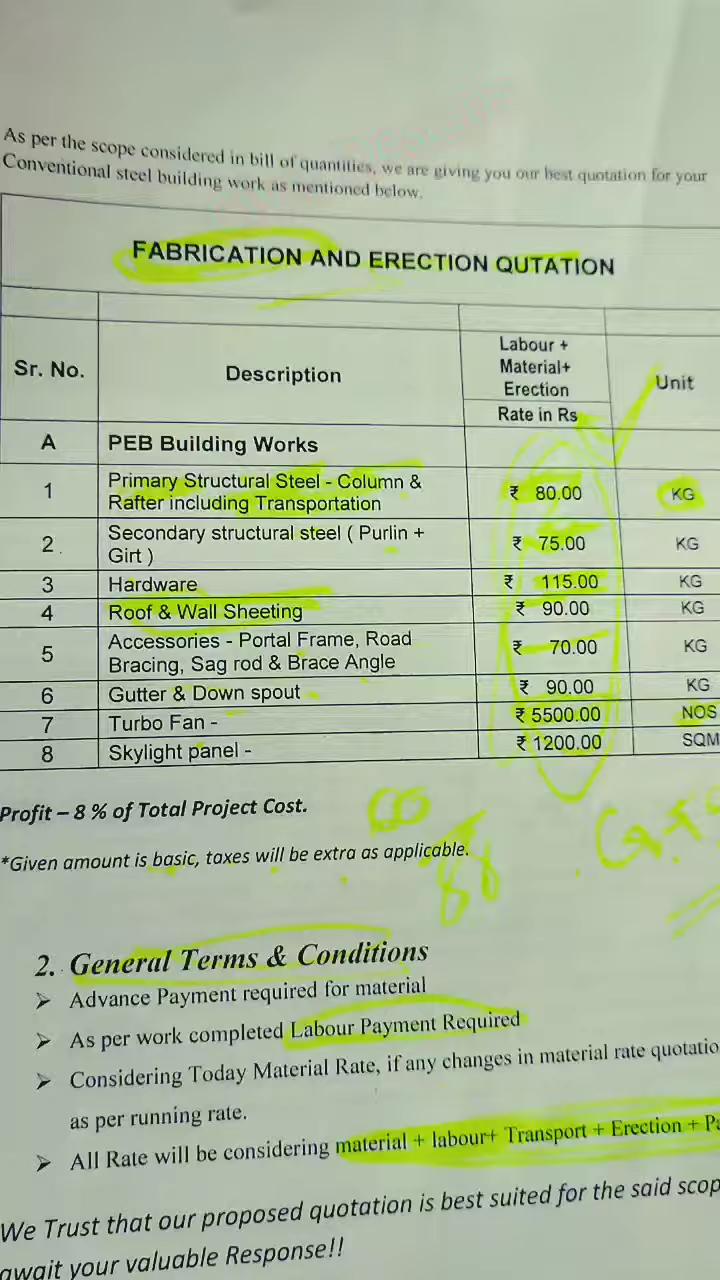 As per the scope considered in bill of quantities, we are giving you our best quotation for your
Conventional steel building work as mentioned below.
FABRICATION AND ERECTION QUTATION
Sr. No. Description Labour + Material+ Erection Unit
Rate in Rs
A PEB Building Works
1 Primary Structural Steel - Column & Rafter including Transportation ₹ 80.00 KG
2 Secondary structural steel ( Purlin + Girt ) ₹ 75.00 KG
3 Hardware ₹ 115.00 KG
4 Roof & Wall Sheeting ₹ 90.00 KG
5 Accessories - Portal Frame, Road Bracing, Sag rod & Brace Angle ₹ 70.00 KG
6 Gutter & Down spout ₹ 90.00 KG
7 Turbo Fan - ₹ 5500.00 NOS
8 Skylight panel - ₹ 1200.00 SQM
Profit – 8 % of Total Project Cost.
*Given amount is basic, taxes will be extra as applicable.
2. General Terms & Conditions
➢ Advance Payment required for material
➢ As per work completed Labour Payment Required
➢ Considering Today Material Rate, if any changes in material rate quotatio
as per running rate.
➢ All Rate will be considering material + labour+ Transport + Erection + Pa
We Trust that our proposed quotation is best suited for the said scop
await your valuable Response!!